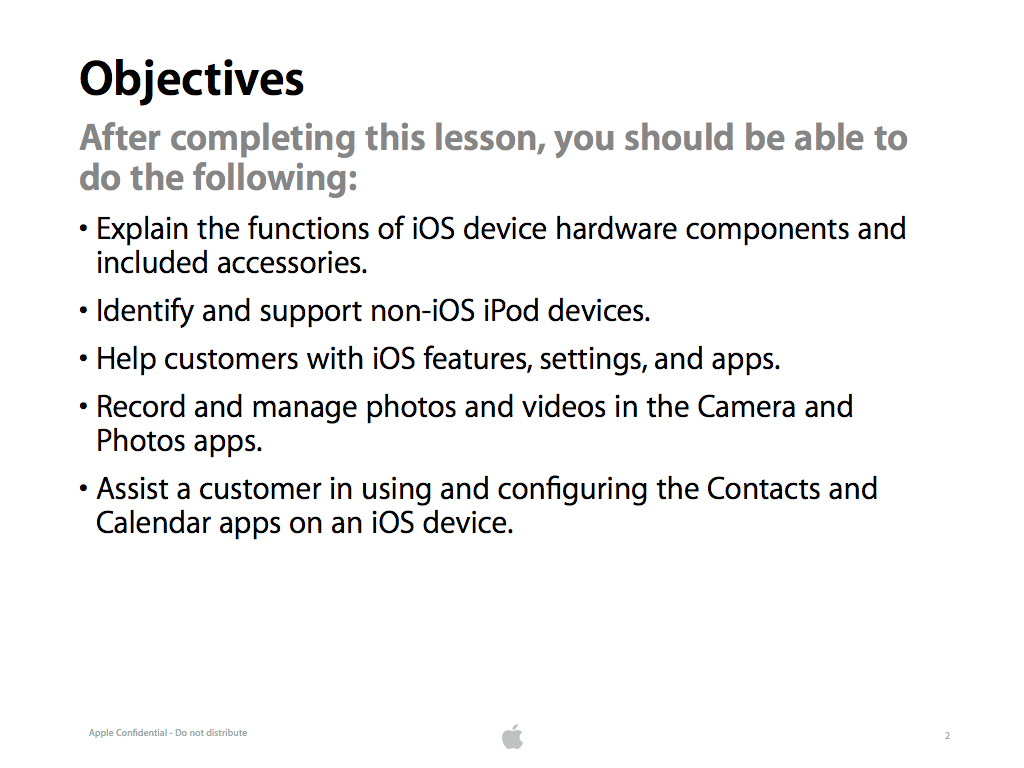 Objectives
After completing this lesson, you should be able to
do the following:
• Explain the functions of iOS device hardware components and
included accessories.
• Identify and support non-iOS iPod devices.
• Help customers with iOS features, settings, and apps.
• Record and manage photos and videos in the Camera and
Photos apps.
• Assist a customer in using and configuring the Contacts and
Calendar apps on an iOS device.
Apple Confidential - Do not distribute
2